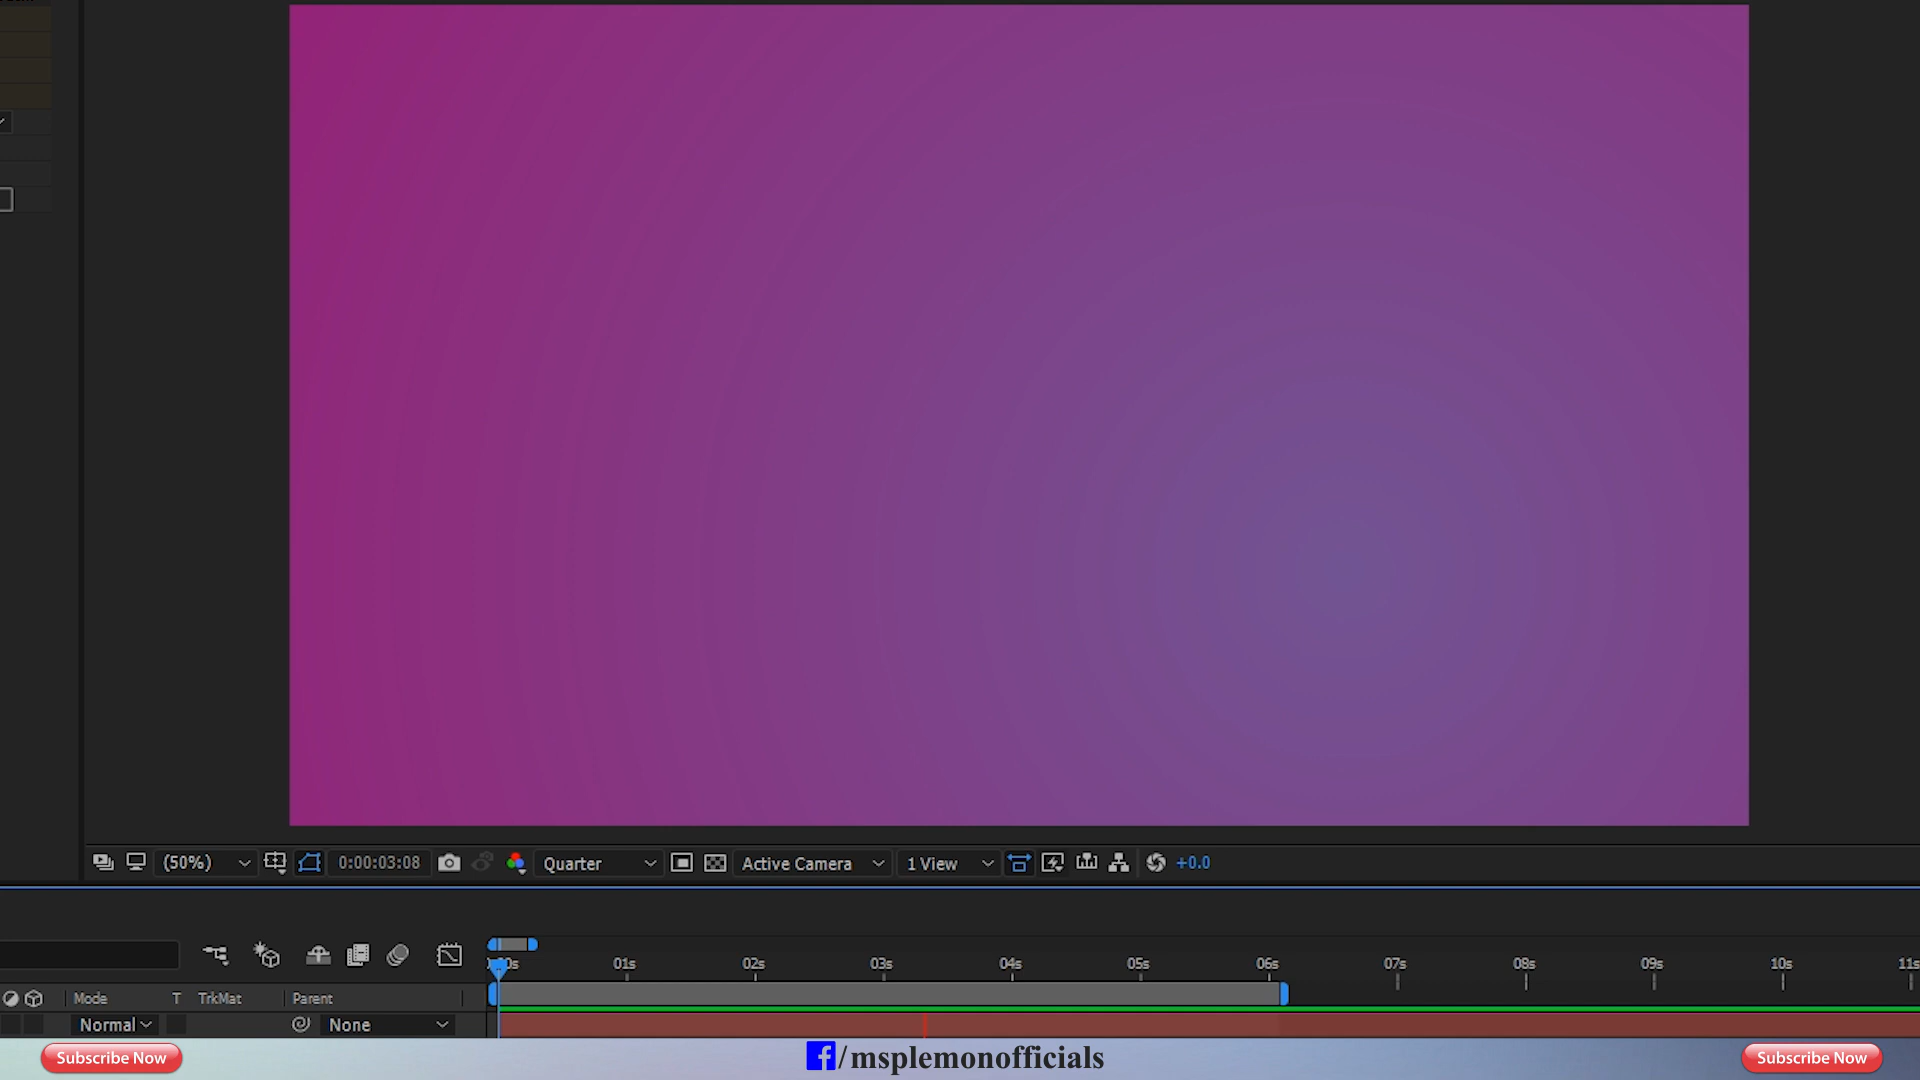 (50%) 0:00:03:08 Quarter Active Camera 1 View +0.0
01s 02s 03s 04s 05s 06s 07s 08s 09s 10s 11s
Mode T TrkMat Parent
Normal None
Subscribe Now /msplemonofficials Subscribe Now